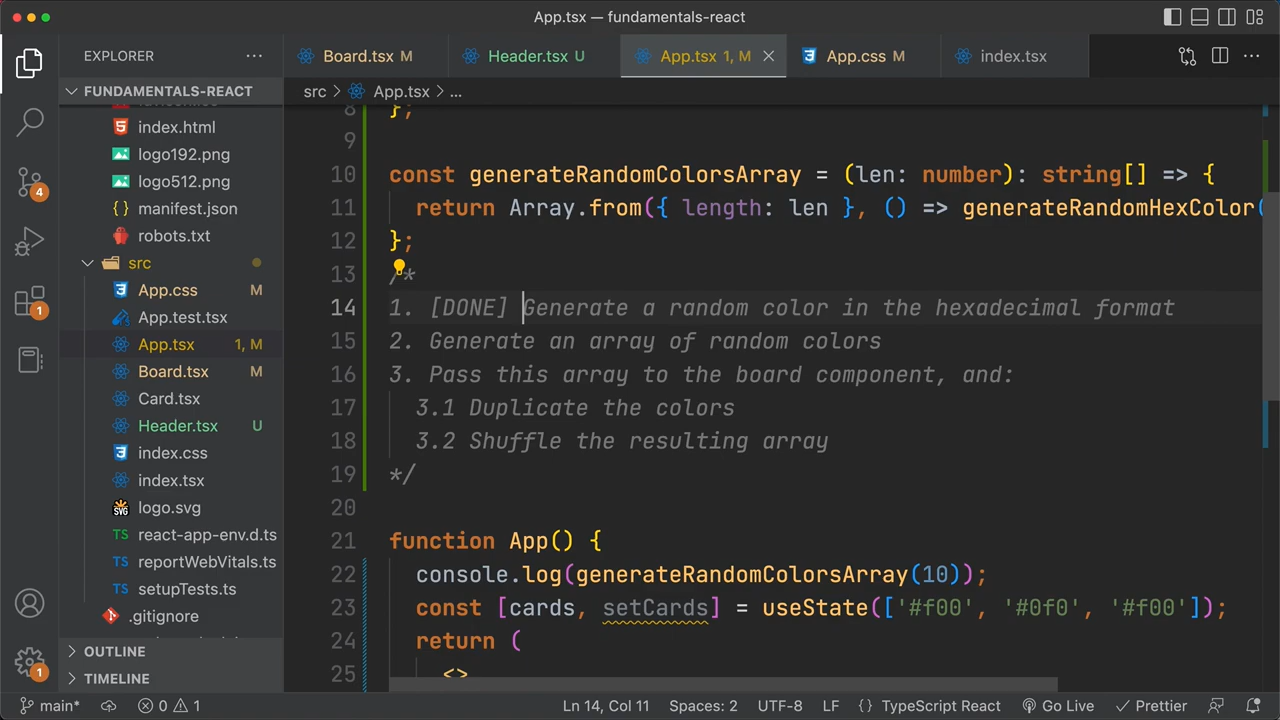 App.tsx — fundamentals-react
EXPLORER
Board.tsx M
Header.tsx U
App.tsx 1, M
App.css M
index.tsx
FUNDAMENTALS-REACT
src > App.tsx > ...
index.html
logo192.png
logo512.png
manifest.json
robots.txt
src
App.css M
App.test.tsx
App.tsx 1, M
Board.tsx M
Card.tsx
Header.tsx U
index.css
index.tsx
logo.svg
react-app-env.d.ts
reportWebVitals.ts
setupTests.ts
.gitignore
OUTLINE
TIMELINE
4
1
1
8 };
9
10 const generateRandomColorsArray = (len: number): string[] => {
11 return Array.from({ length: len }, () => generateRandomHexColor(
12 };
13 /*
14 1. [DONE] Generate a random color in the hexadecimal format
15 2. Generate an array of random colors
16 3. Pass this array to the board component, and:
17 3.1 Duplicate the colors
18 3.2 Shuffle the resulting array
19 */
20
21 function App() {
22 console.log(generateRandomColorsArray(10));
23 const [cards, setCards] = useState(['#f00', '#0f0', '#f00']);
24 return (
25 <>
main* 0 1 Ln 14, Col 11 Spaces: 2 UTF-8 LF {} TypeScript React Go Live Prettier